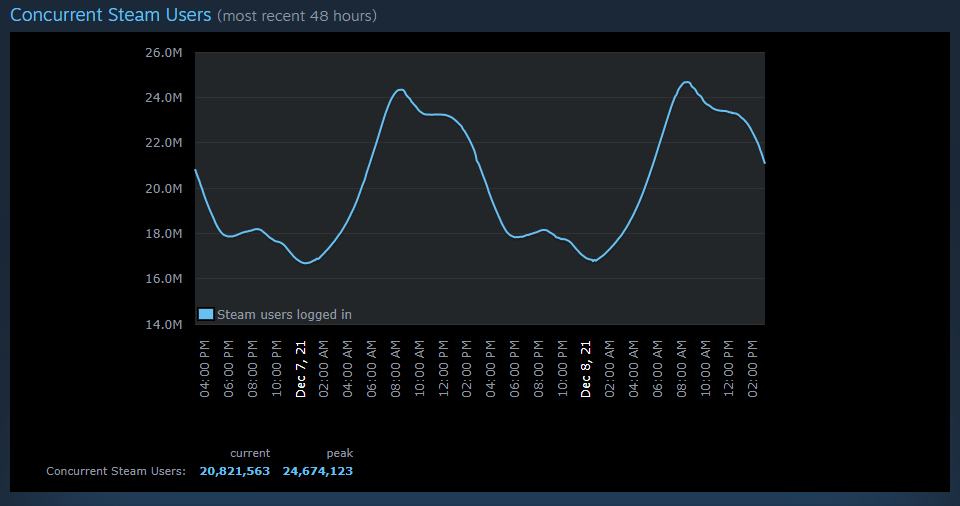 Concurrent Steam Users (most recent 48 hours)
26.0M
24.0M
22.0M
20.0M
18.0M
16.0M
14.0M
Steam users logged in
04:00 PM
06:00 PM
08:00 PM
10:00 PM
Dec 7, 21
02:00 AM
04:00 AM
06:00 AM
08:00 AM
10:00 AM
12:00 PM
02:00 PM
04:00 PM
06:00 PM
08:00 PM
10:00 PM
Dec 8, 21
02:00 AM
04:00 AM
06:00 AM
08:00 AM
10:00 AM
12:00 PM
02:00 PM
current peak
Concurrent Steam Users: 20,821,563 24,674,123